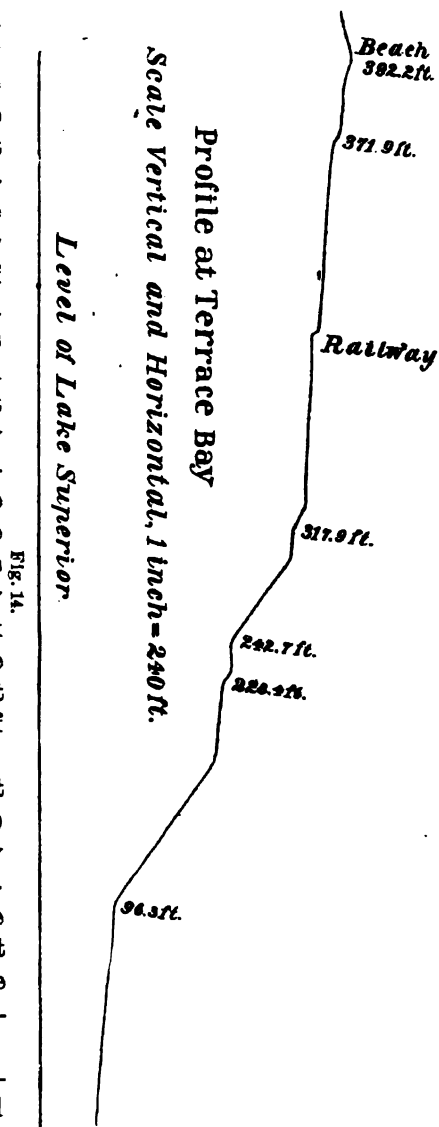 Beach
392.2ft.
371.9ft.
Railway
317.9ft.
242.7ft.
96.3ft.
Profile at Terrace Bay
Scale Vertical and Horizontal, 1 inch=240 ft.
Level of Lake Superior.
Fig. 14.